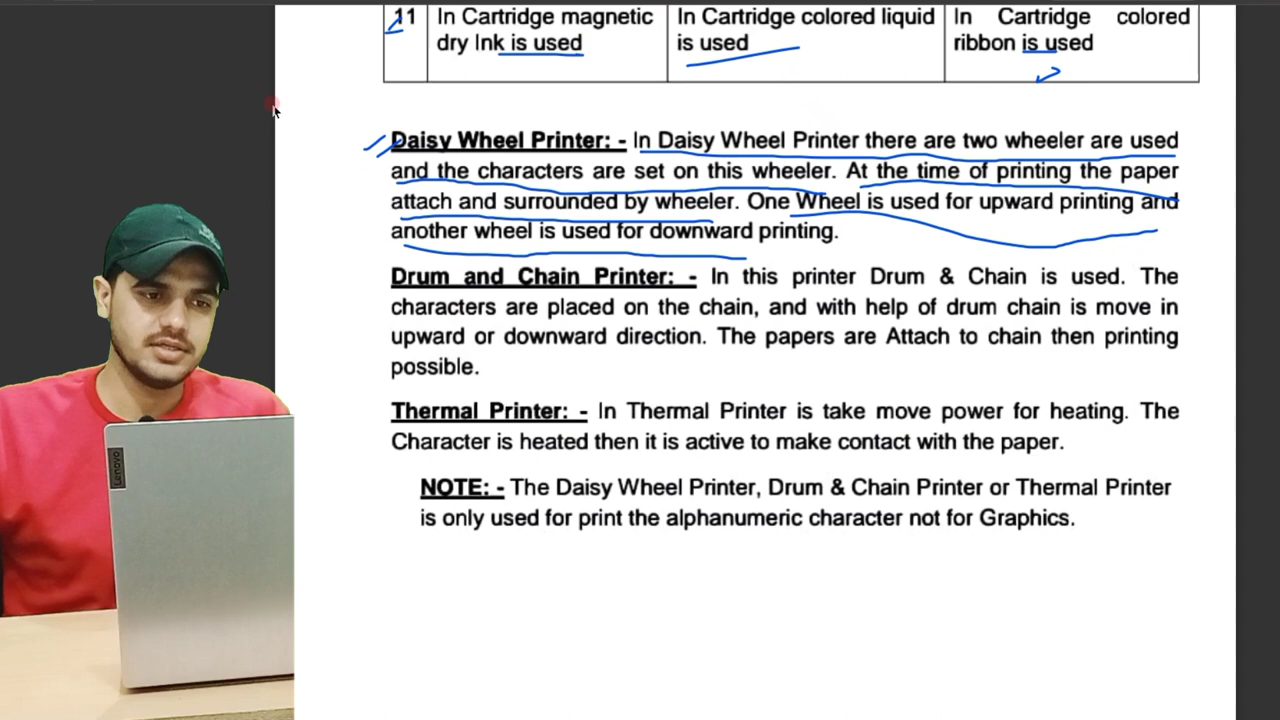 11 In Cartridge magnetic In Cartridge colored liquid In Cartridge colored
dry Ink is used is used ribbon is used
Daisy Wheel Printer: - In Daisy Wheel Printer there are two wheeler are used
and the characters are set on this wheeler. At the time of printing the paper
attach and surrounded by wheeler. One Wheel is used for upward printing and
another wheel is used for downward printing.
Drum and Chain Printer: - In this printer Drum & Chain is used. The
characters are placed on the chain, and with help of drum chain is move in
upward or downward direction. The papers are Attach to chain then printing
possible.
Thermal Printer: - In Thermal Printer is take move power for heating. The
Character is heated then it is active to make contact with the paper.
NOTE: - The Daisy Wheel Printer, Drum & Chain Printer or Thermal Printer
is only used for print the alphanumeric character not for Graphics.
Lenovo